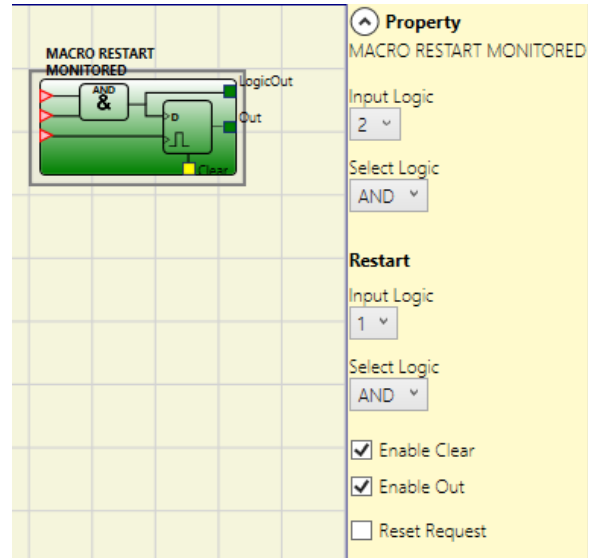 MACRO RESTART
MONITORED
AND
&
LogicOut
D
Out
Clear
Property
MACRO RESTART MONITORED
Input Logic
2
Select Logic
AND
Restart
Input Logic
1
Select Logic
AND
Enable Clear
Enable Out
Reset Request